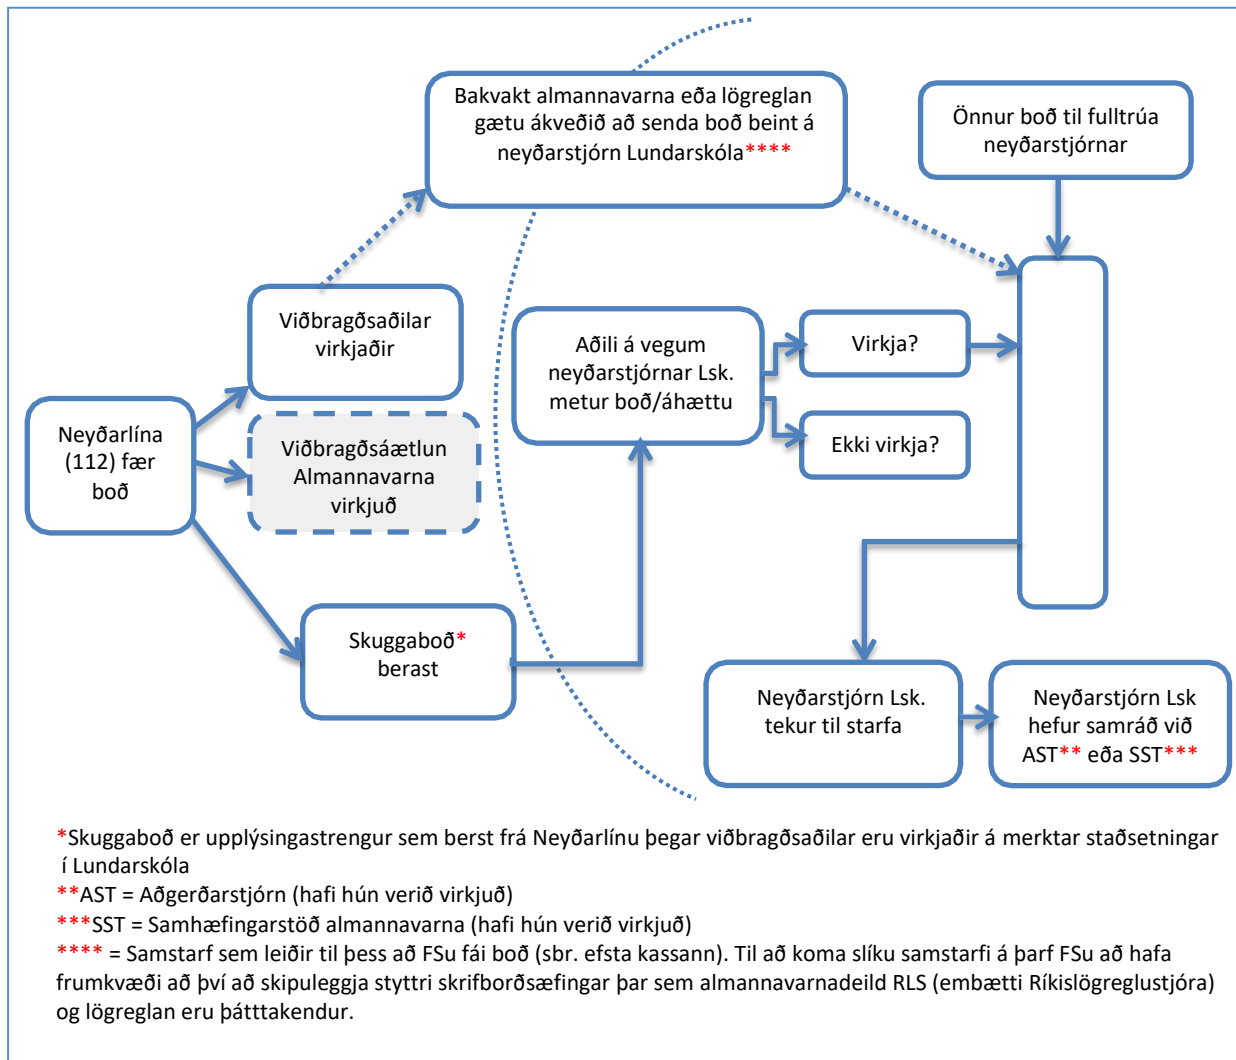 Bakvakt almannavarna eða lögreglan
gætu ákveðið að senda boð beint á
neyðarstjórn Lundarskóla****
Önnur boð til fulltrúa
neyðarstjórnar
Viðbragðsaðilar
virkjaðir
Aðili á vegum
neyðarstjórnar Lsk.
metur boð/áhættu
Virkja?
Ekki virkja?
Neyðarlína
(112) fær
boð
Viðbragðsáætlun
Almannavarna
virkjuð
Skuggaboð*
berast
Neyðarstjórn Lsk.
tekur til starfa
Neyðarstjórn Lsk
hefur samráð við
AST** eða SST***
*Skuggaboð er upplýsingastrengur sem berst frá Neyðarlínu þegar viðbragðsaðilar eru virkjaðir á merktar staðsetningar
í Lundarskóla
**AST = Aðgerðarstjórn (hafi hún verið virkjuð)
***SST = Samhæfingarstöð almannavarna (hafi hún verið virkjuð)
**** = Samstarf sem leiðir til þess að FSu fái boð (sbr. efsta kassann). Til að koma slíku samstarfi á þarf FSu að hafa
frumkvæði að því að skipuleggja styttri skrifborðsæfingar þar sem almannavarnadeild RLS (embætti Ríkislögreglustjóra)
og lögreglan eru þátttakendur.